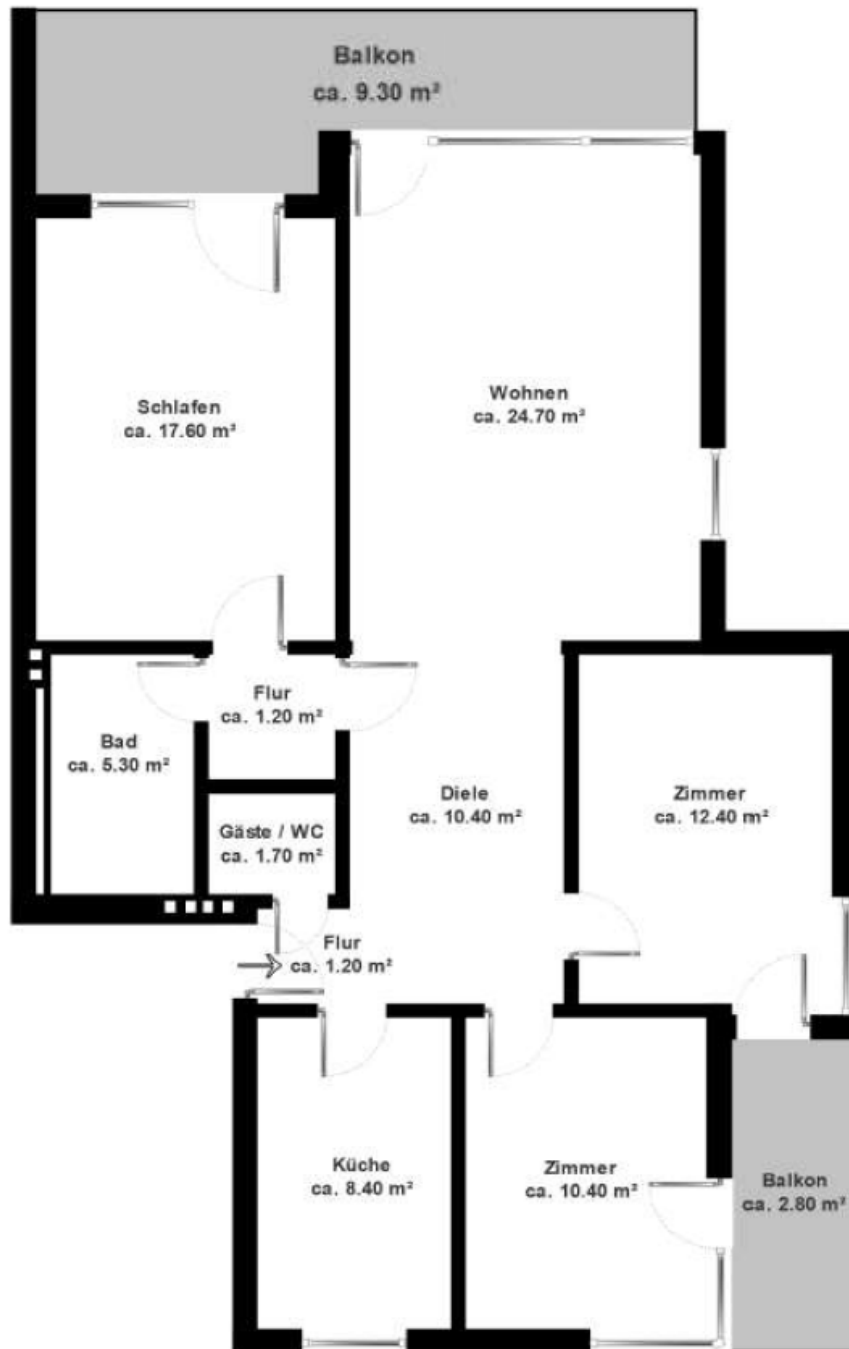 Balkon
ca. 9.30 m²
Wohnen
ca. 24.70 m²
Schlafen
ca. 17.60 m²
Flur
ca. 1.20 m²
Bad
ca. 5.30 m²
Diele
ca. 10.40 m²
Zimmer
ca. 12.40 m²
Gäste / WC
ca. 1.70 m²
Flur
ca. 1.20 m²
Küche
ca. 8.40 m²
Zimmer
ca. 10.40 m²
Balkon
ca. 2.80 m²